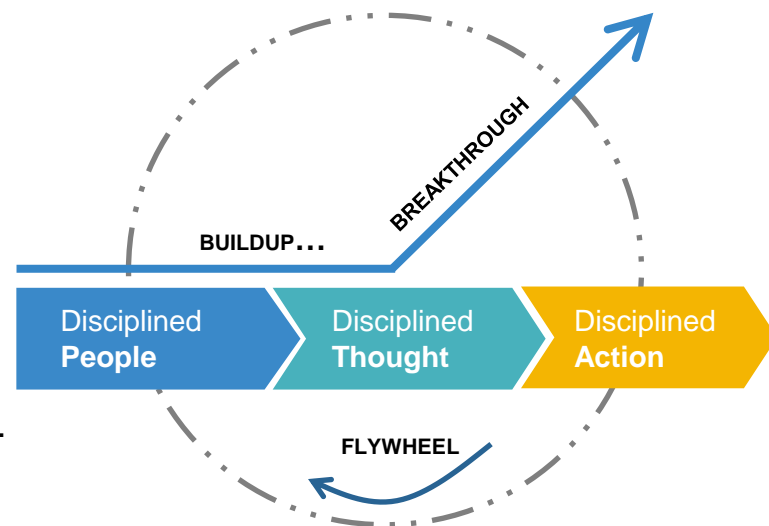 BREAKTHROUGH
BUILDUP...
Disciplined
People
Disciplined
Thought
Disciplined
Action
.
FLYWHEEL